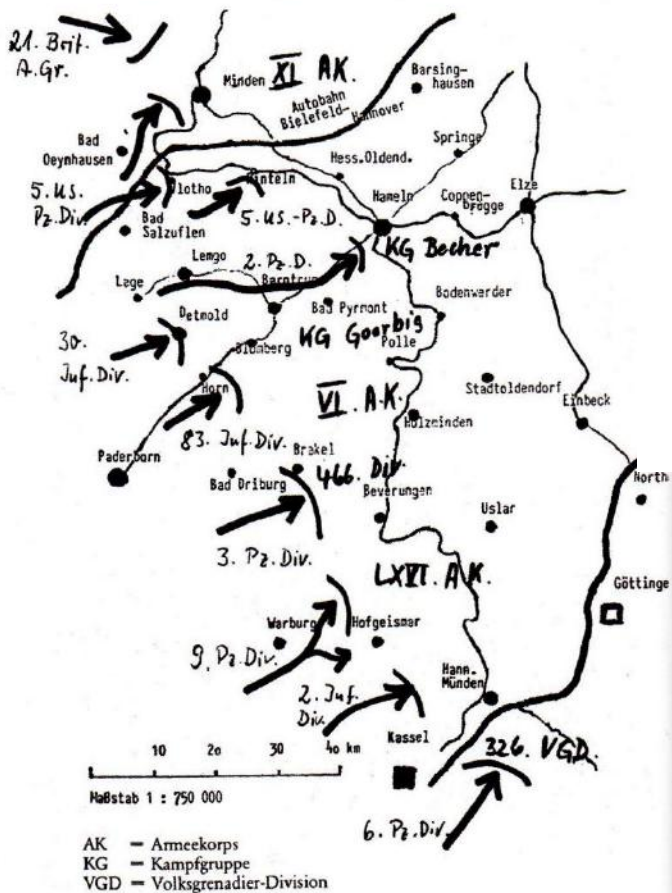 21. Brit.
A.Gr.
Minden
XI AK.
Barsing-
hausen
Autobahn
Bielefeld-Hannover
Bad
Oeynhausen
Springe
Hess.Oldend.
5. US.
Pz.Div.
Vlotho
Rinteln
Hameln
Coppen-
brügge
Elze
Bad
Salzuflen
5. US.-Pz.D.
KG Becher
Lemgo
2. Pz.D.
Lage
Barntrup
Bad Pyrmont
Bodenwerder
30.
Inf.Div.
Detmold
KG Goerbig
Blomberg
Polle
Horn
VI. A.K.
Stadtoldendorf
Holzminden
Einbeck
83. Inf.Div.
Paderborn
Brakel
466. Div.
Bad Driburg
Beverungen
North
Uslar
3. Pz.Div.
LXVI. A.K.
Göttinge
Warburg
Hofgeismar
9. Pz.Div.
2. Inf.
Div.
Hann.
Münden
Kassel
326. VGD.
10 20 30 40 km
Maßstab 1 : 750 000
6. Pz.Div.
AK = Armeekorps
KG = Kampfgruppe
VGD = Volksgrenadier-Division